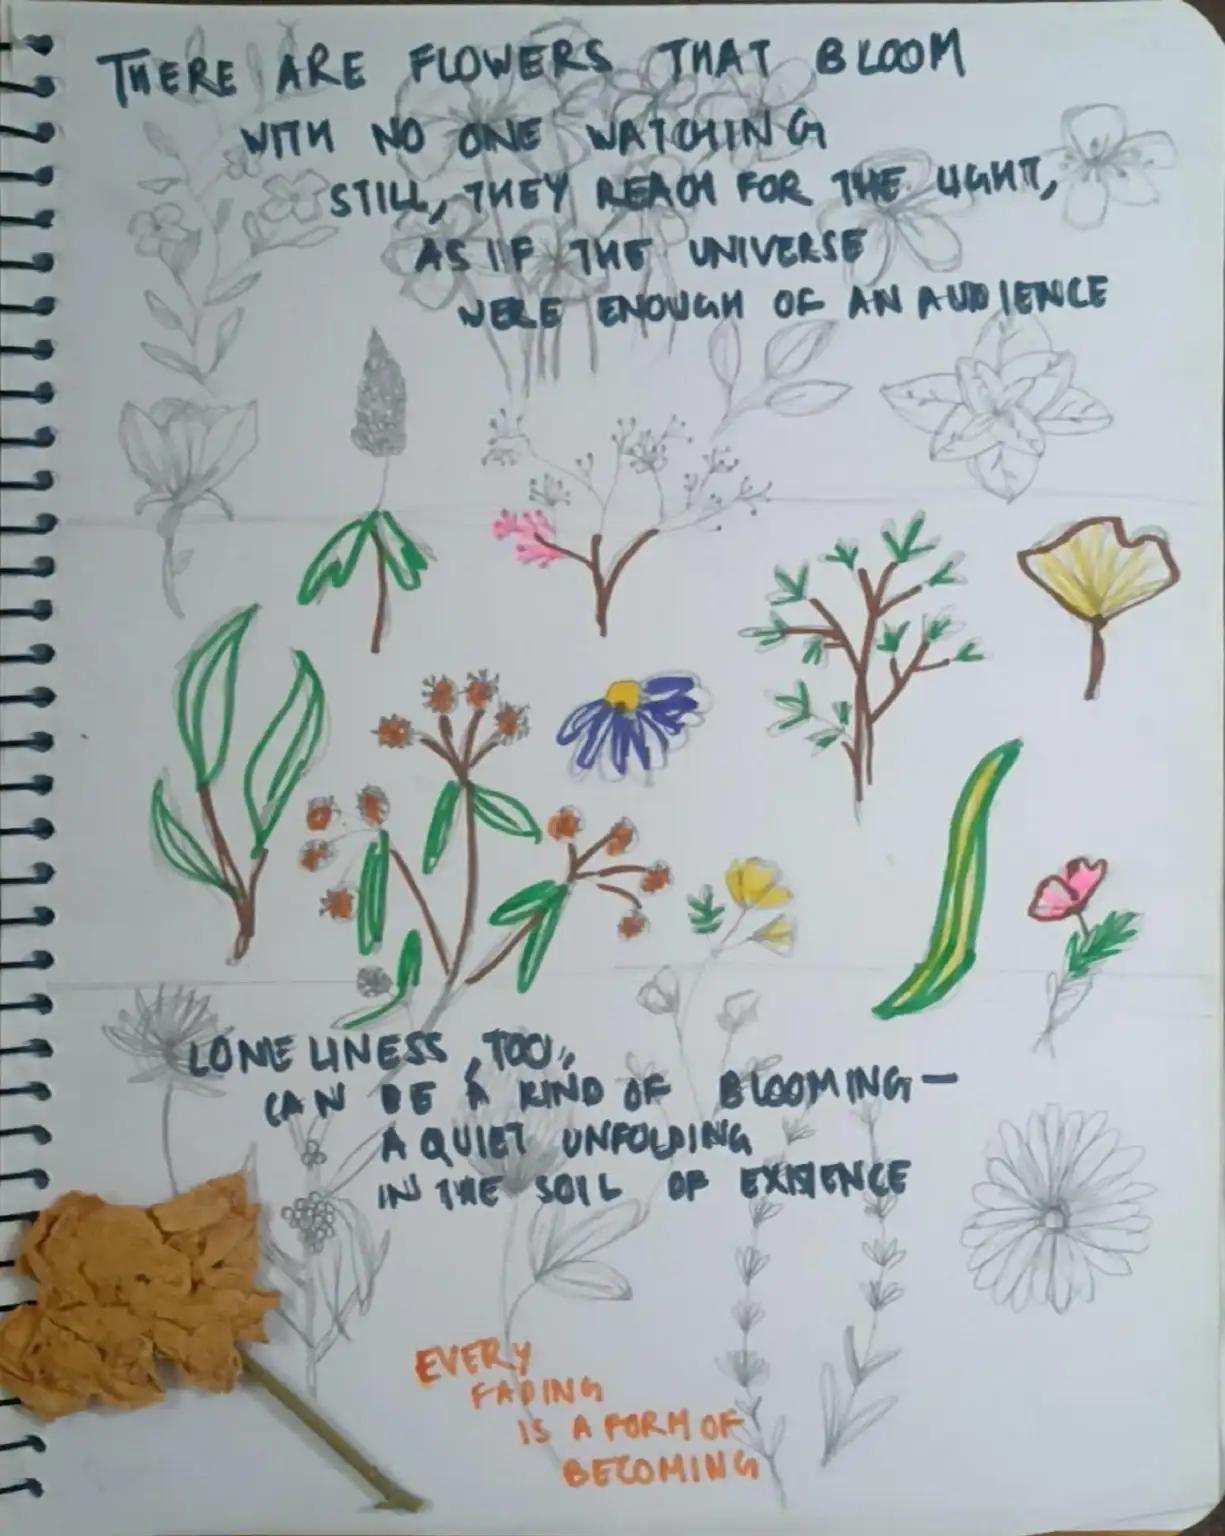 THERE ARE FLOWERS THAT BLOOM
WITH NO ONE WATCHING
STILL, THEY REACH FOR THE LIGHT,
AS IF THE UNIVERSE
WERE ENOUGH OF AN AUDIENCE
LONELINESS, TOO,,
CAN BE A KIND OF BLOOMING—
A QUIET UNFOLDING
IN THE SOIL OF EXISTENCE
EVERY
FADING
IS A FORM OF
BECOMING